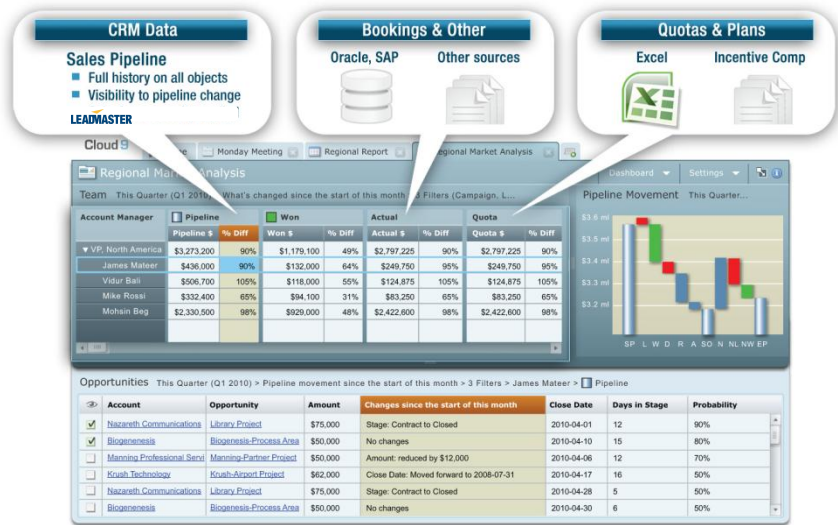 CRM Data
Sales Pipeline
Full history on all objects
Visibility to pipeline change
LEADMASTER
Bookings & Other
Oracle, SAP
Other sources
Quotas & Plans
Excel
Incentive Comp
Cloud9
Monday Meeting
Regional Report
Regional Market Analysis
Regional Market Analysis
Dashboard
Settings
Team This Quarter (Q1 2010) What's changed since the start of this month 3 Filters (Campaign, L...
Pipeline Movement This Quarter...
Account Manager Pipeline Won Actual Quota
Pipeline $ % Diff Won $ % Diff Actual $ % Diff Quota $ % Diff
VP, North America $3,273,200 90% $1,179,100 49% $2,797,225 90% $2,797,225 90%
James Mateer $436,000 90% $132,000 64% $249,750 95% $249,750 95%
Vidur Bali $506,700 105% $118,000 55% $124,875 105% $124,875 105%
Mike Rossi $332,400 65% $94,100 31% $83,250 65% $83,250 65%
Mohsin Beg $2,330,500 98% $929,000 48% $2,422,600 98% $2,422,600 98%
$3.6 ml
$3.5 ml
$3.4 ml
$3.3 ml
$3.2 ml
SP L W D R A SO N NL NW EP
Opportunities This Quarter (Q1 2010) > Pipeline movement since the start of this month > 3 Filters > James Mateer > Pipeline
Account Opportunity Amount Changes since the start of this month Close Date Days in Stage Probability
Nazareth Communications Library Project $75,000 Stage: Contract to Closed 2010-04-01 12 90%
Biogenenesis Biogenesis-Process Area $50,000 No changes 2010-04-10 15 80%
Manning Professional Servi Manning-Partner Project $50,000 Amount: reduced by $12,000 2010-04-06 12 70%
Krush Technology Krush-Airport Project $62,000 Close Date: Moved forward to 2008-07-31 2010-04-17 16 50%
Nazareth Communications Library Project $75,000 Stage: Contract to Closed 2010-04-28 5 50%
Biogenenesis Biogenesis-Process Area $50,000 No changes 2010-04-30 6 50%